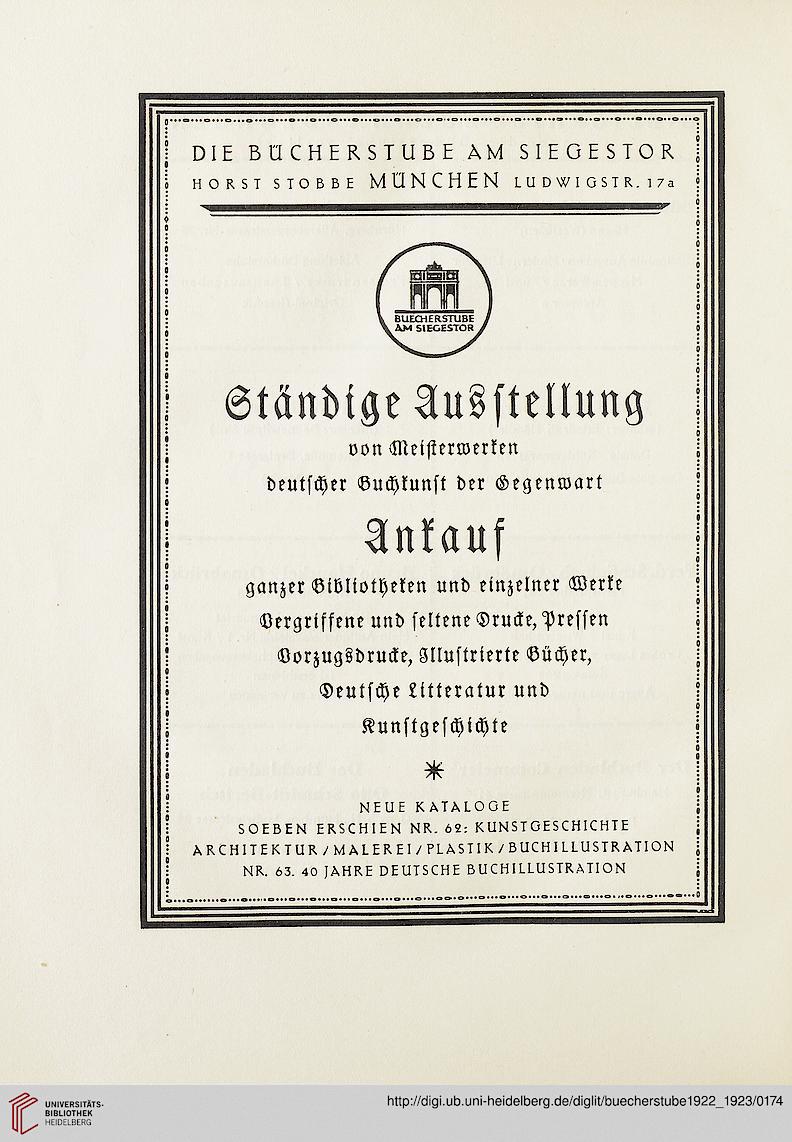 DIE BÜCHERSTUBE AM SIEGESTOR
HORST STOBBE MÜNCHEN LUDWIGSTR. 17a
BUECHERSTUBE
AM SIEGESTOR
Ständige Ausstellung
von Meisterwerken
deutscher Buchkunst der Gegenwart
Ankauf
ganzer Bibliotheken und einzelner Werke
Vergriffene und seltene Drucke, Pressen
Vorzugsdrucke, Illustrierte Bücher,
Deutsche Litteratur und
Kunstgeschichte
NEUE KATALOGE
SOEBEN ERSCHIEN NR. 62: KUNSTGESCHICHTE
ARCHITEKTUR / MALEREI / PLASTIK / BUCHILLUSTRATION
NR. 63. 40 JAHRE DEUTSCHE BUCHILLUSTRATION
UNIVERSITÄTS-
BIBLIOTHEK
HEIDELBERG
http://digi.ub.uni-heidelberg.de/diglit/buecherstube1922_1923/0174